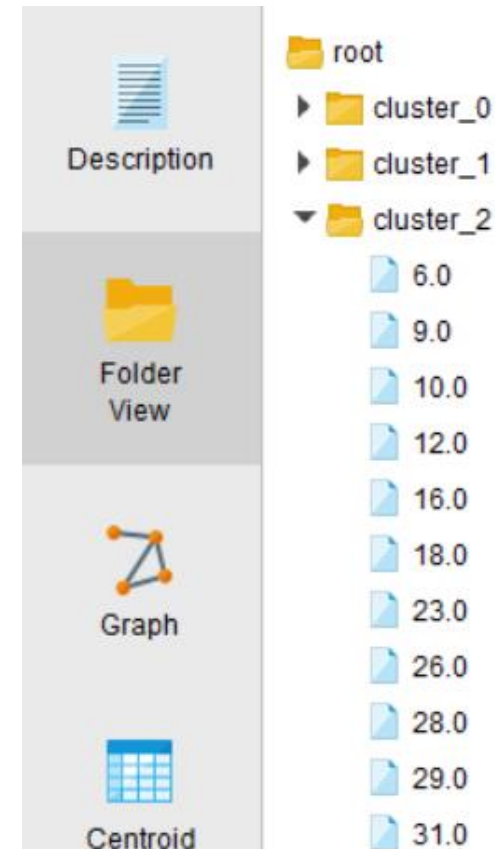 Description
Folder
View
Graph
Centroid
root
cluster_0
cluster_1
cluster_2
6.0
9.0
10.0
12.0
16.0
18.0
23.0
26.0
28.0
29.0
31.0